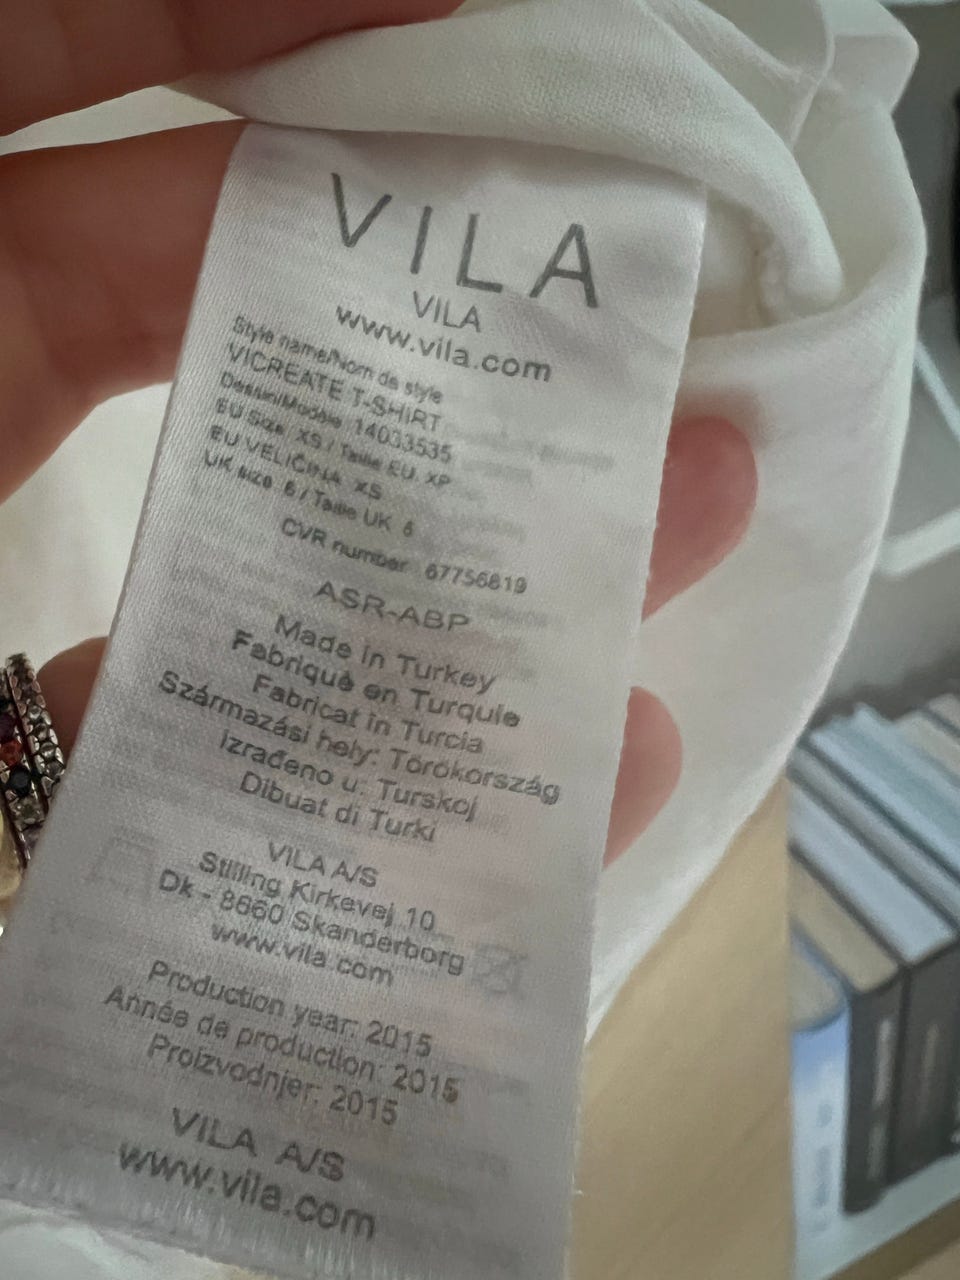 VILA
VILA
www.vila.com
Style name/Nom de style
VICREATE T-SHIRT
Dessin/Modèle 14033535
EU Size XS / Taille EU. XP
EU VELIČINA XS
UK size 6 / Taille UK 6
CVR number 67756819
ASR-ABP
Made in Turkey
Fabriqué en Turquie
Fabricat in Turcia
Származási hely: Törökország
Izrađeno u: Turskoj
Dibuat di Turki
VILA A/S
Stilling Kirkevej 10
Dk - 8660 Skanderborg
www.vila.com
Production year: 2015
Année de production: 2015
Proizvodnjer: 2015
VILA A/S
www.vila.com